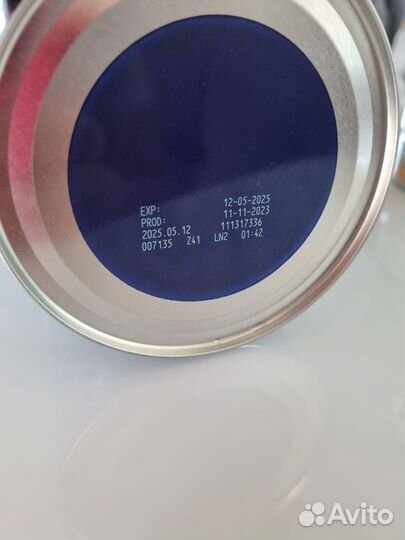 EXP: 12-05-2025
PROD: 11-11-2023
2025.05.12 111317336
007135 Z41 LN2 01:42
Avito